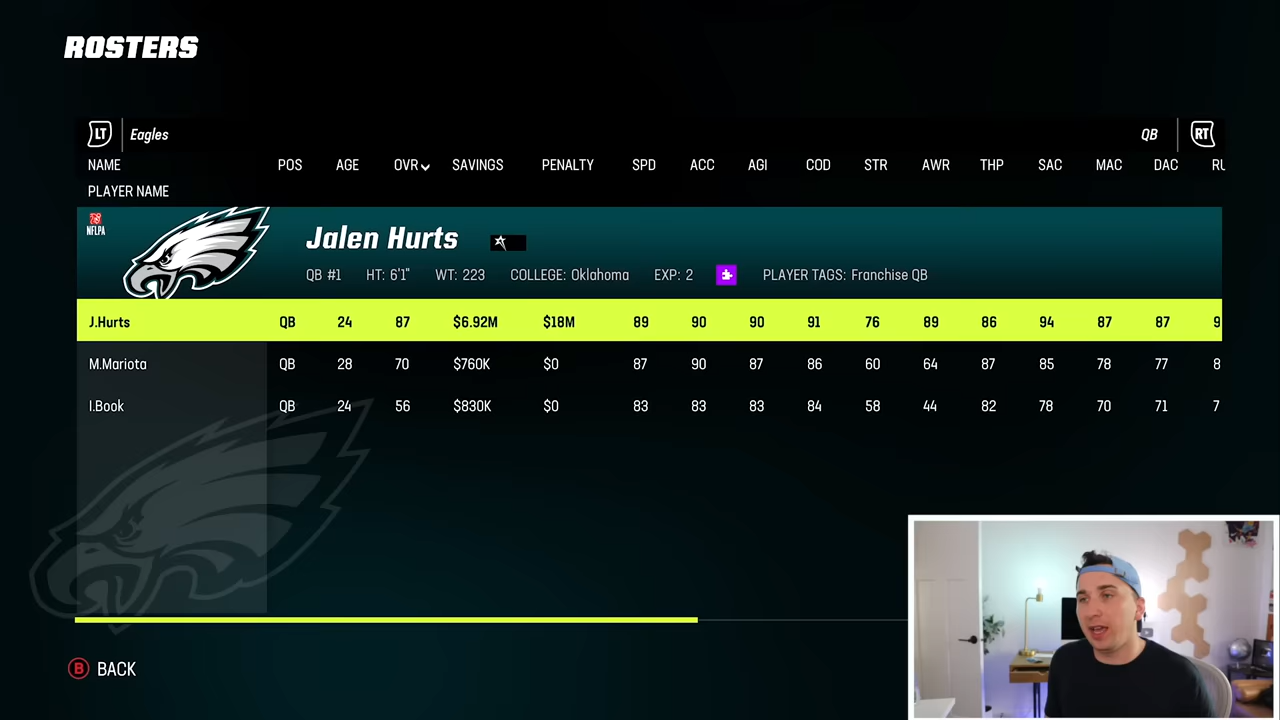 ROSTERS
LT Eagles QB RT
NAME POS AGE OVR SAVINGS PENALTY SPD ACC AGI COD STR AWR THP SAC MAC DAC RU
PLAYER NAME
NFLPA
Jalen Hurts
QB #1 HT: 6'1" WT: 223 COLLEGE: Oklahoma EXP: 2 PLAYER TAGS: Franchise QB
J.Hurts QB 24 87 $6.92M $18M 89 90 90 91 76 89 86 94 87 87 9
M.Mariota QB 28 70 $760K $0 87 90 87 86 60 64 87 85 78 77 8
I.Book QB 24 56 $830K $0 83 83 83 84 58 44 82 78 70 71 7
B BACK